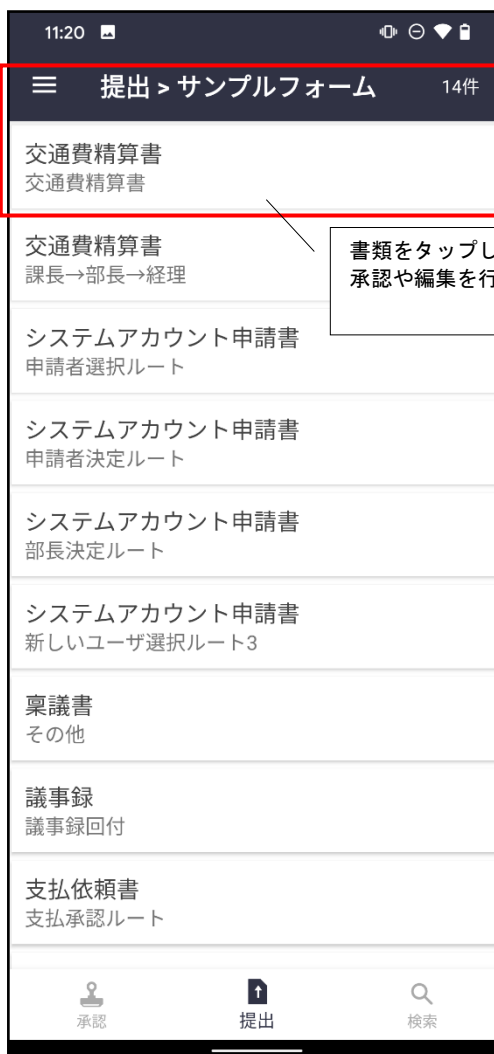 11:20
提出 > サンプルフォーム 14件
交通費精算書
交通費精算書
交通費精算書
課長→部長→経理
書類をタップし
承認や編集を行
システムアカウント申請書
申請者選択ルート
システムアカウント申請書
申請者決定ルート
システムアカウント申請書
部長決定ルート
システムアカウント申請書
新しいユーザ選択ルート3
稟議書
その他
議事録
議事録回付
支払依頼書
支払承認ルート
承認 提出 検索